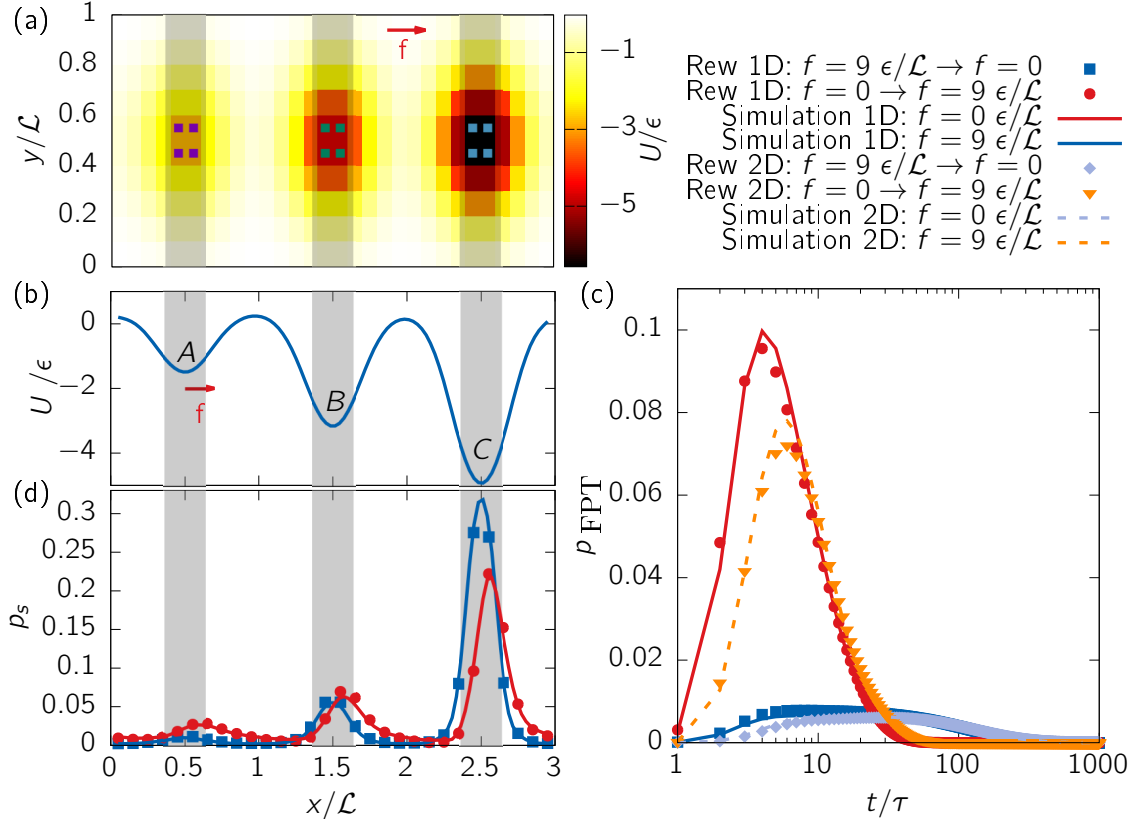 (a)
1
0.8
0.6
0.4
0.2
0
y/ℒ
f
−1
−3
−5
U/ϵ
Rew 1D: f = 9 ϵ/ℒ → f = 0
Rew 1D: f = 0 → f = 9 ϵ/ℒ
Simulation 1D: f = 0 ϵ/ℒ
Simulation 1D: f = 9 ϵ/ℒ
Rew 2D: f = 9 ϵ/ℒ → f = 0
Rew 2D: f = 0 → f = 9 ϵ/ℒ
Simulation 2D: f = 0 ϵ/ℒ
Simulation 2D: f = 9 ϵ/ℒ
(b)
0
−2
−4
U/ϵ
A
B
C
f
(d)
0.3
0.25
0.2
0.15
0.1
0.05
0
p_s
0
0.5
1
1.5
2
2.5
3
x/ℒ
(c)
0.1
0.08
0.06
0.04
0.02
0
p_FPT
1
10
100
1000
t/τ